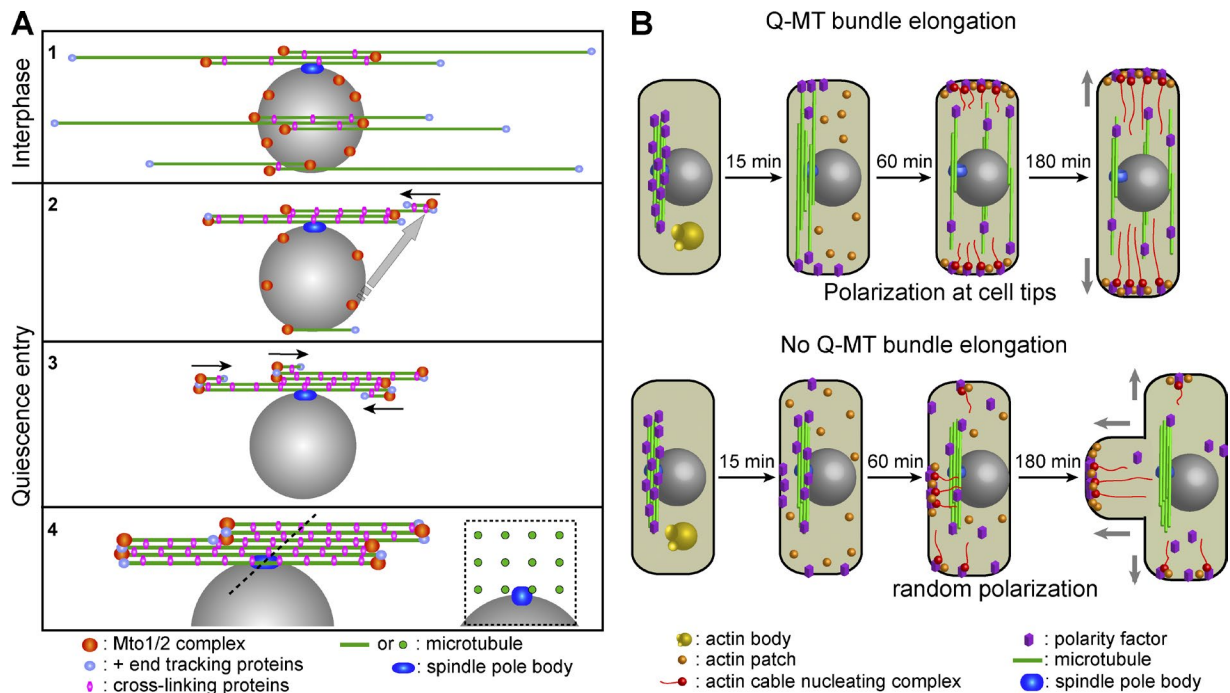 A
1
Interphase
2
Quiescence entry
3
4
: Mto1/2 complex
: + end tracking proteins
: cross-linking proteins
or : microtubule
: spindle pole body
B
Q-MT bundle elongation
15 min
60 min
180 min
Polarization at cell tips
No Q-MT bundle elongation
15 min
60 min
180 min
random polarization
: actin body
: actin patch
: actin cable nucleating complex
: polarity factor
: microtubule
: spindle pole body